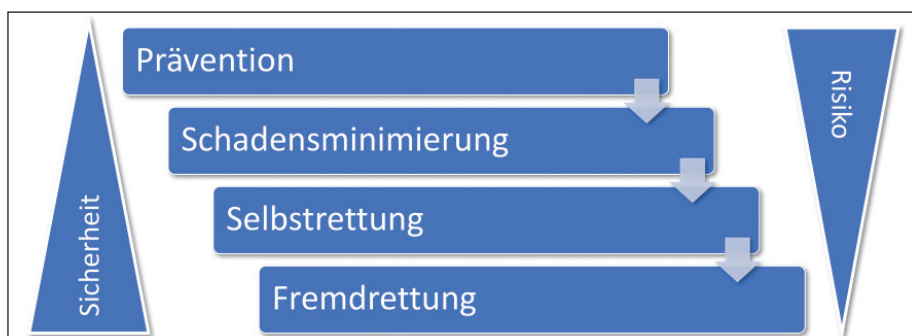 Prävention
Schadensminimierung
Selbstrettung
Fremdrettung
Sicherheit
Risiko